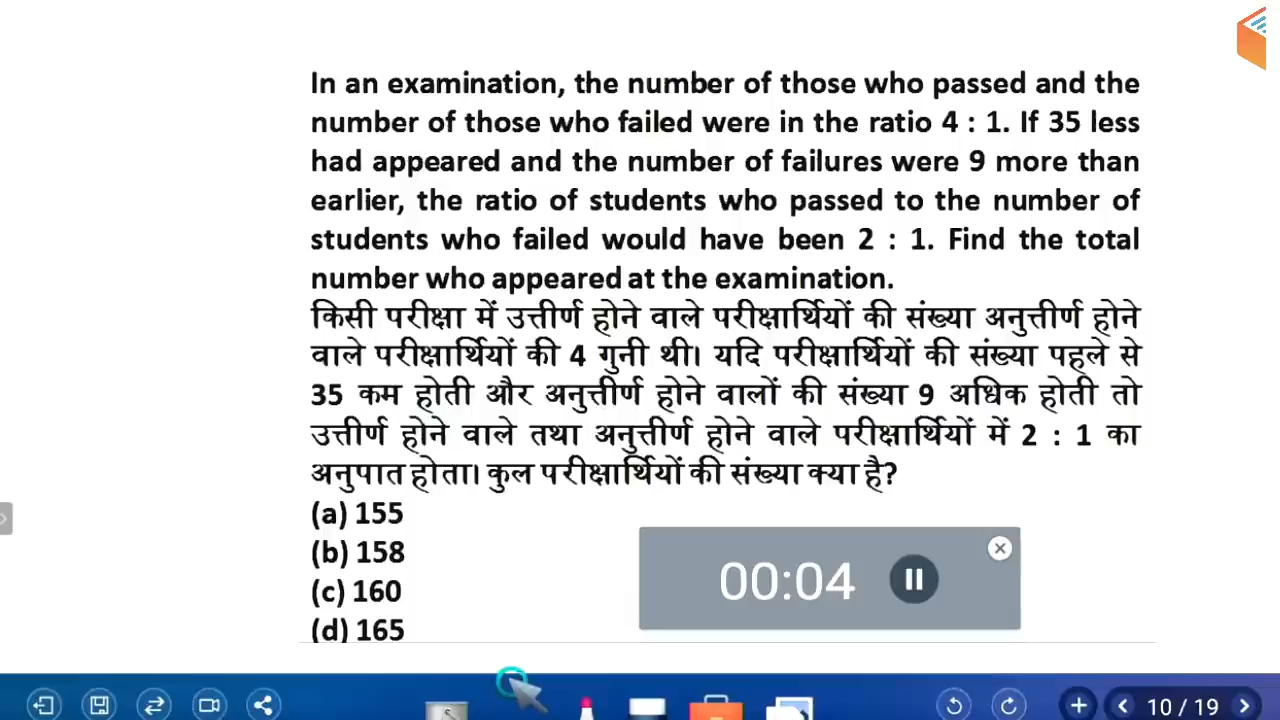 In an examination, the number of those who passed and the
number of those who failed were in the ratio 4 : 1. If 35 less
had appeared and the number of failures were 9 more than
earlier, the ratio of students who passed to the number of
students who failed would have been 2 : 1. Find the total
number who appeared at the examination.
किसी परीक्षा में उत्तीर्ण होने वाले परीक्षार्थियों की संख्या अनुत्तीर्ण होने
वाले परीक्षार्थियों की 4 गुनी थी। यदि परीक्षार्थियों की संख्या पहले से
35 कम होती और अनुत्तीर्ण होने वालों की संख्या 9 अधिक होती तो
उत्तीर्ण होने वाले तथा अनुत्तीर्ण होने वाले परीक्षार्थियों में 2 : 1 का
अनुपात होता। कुल परीक्षार्थियों की संख्या क्या है?
(a) 155
(b) 158
(c) 160
(d) 165
00:04
10 / 19